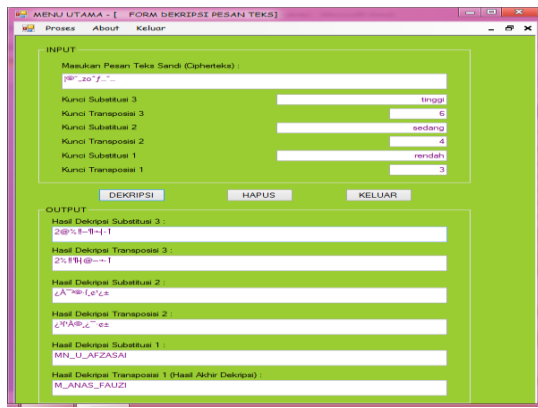 MENU UTAMA - [ FORM DEKRIPSI PESAN TEKS]
Proses About Keluar
INPUT
Masukan Pesan Teks Sandi (Cipherteks) :
Kunci Substitusi 3 tinggi
Kunci Transposisi 3 6
Kunci Substitusi 2 sedang
Kunci Transposisi 2 4
Kunci Substitusi 1 rendah
Kunci Transposisi 1 3
DEKRIPSI HAPUS KELUAR
OUTPUT
Hasil Dekripsi Substitusi 3 :
Hasil Dekripsi Transposisi 3 :
Hasil Dekripsi Substitusi 2 :
Hasil Dekripsi Transposisi 2 :
Hasil Dekripsi Substitusi 1 :
MN_U_AFZASAI
Hasil Dekripsi Transposisi 1 (Hasil Akhir Dekripsi) :
M_ANAS_FAUZI